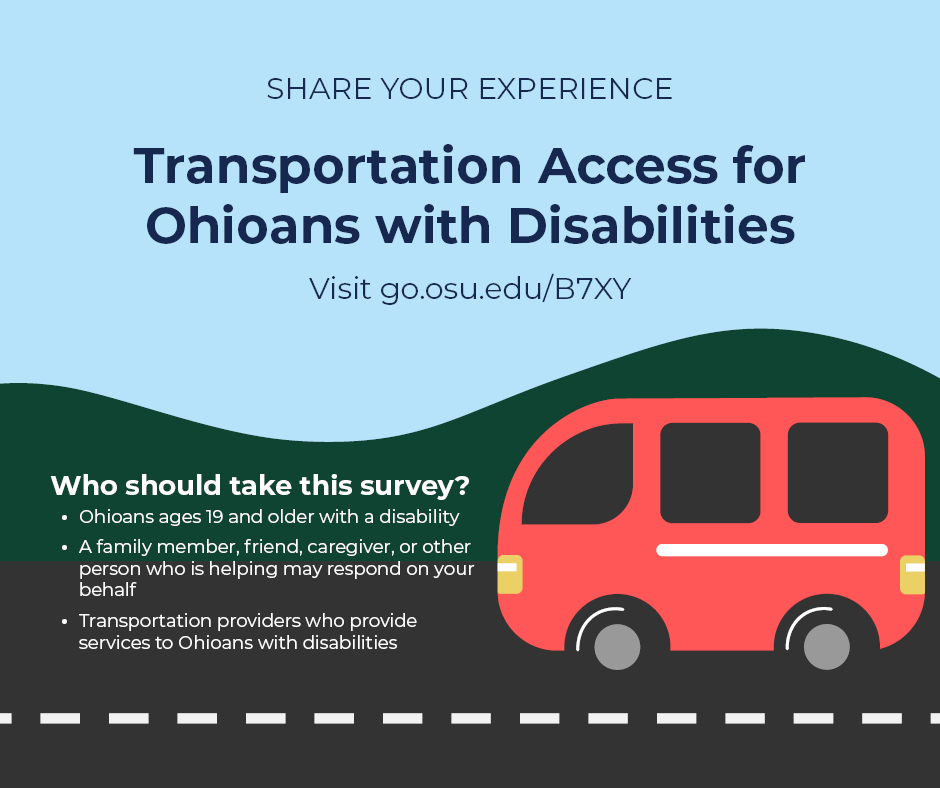 SHARE YOUR EXPERIENCE
Transportation Access for
Ohioans with Disabilities
Visit go.osu.edu/B7XY
Who should take this survey?
• Ohioans ages 19 and older with a disability
• A family member, friend, caregiver, or other
person who is helping may respond on your
behalf
• Transportation providers who provide
services to Ohioans with disabilities